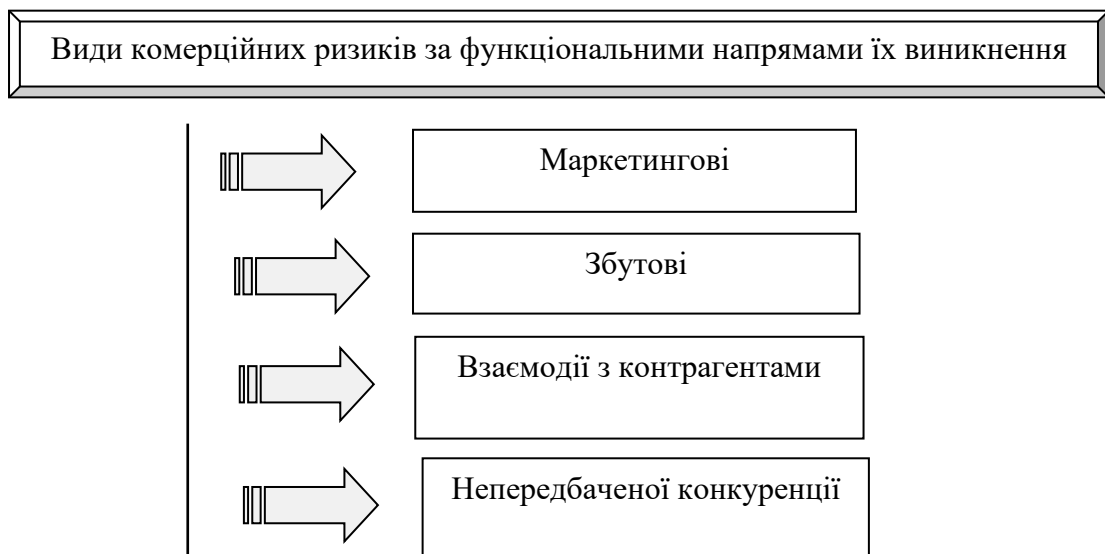 Види комерційних ризиків за функціональними напрямами їх виникнення
Маркетингові
Збутові
Взаємодії з контрагентами
Непередбаченої конкуренції